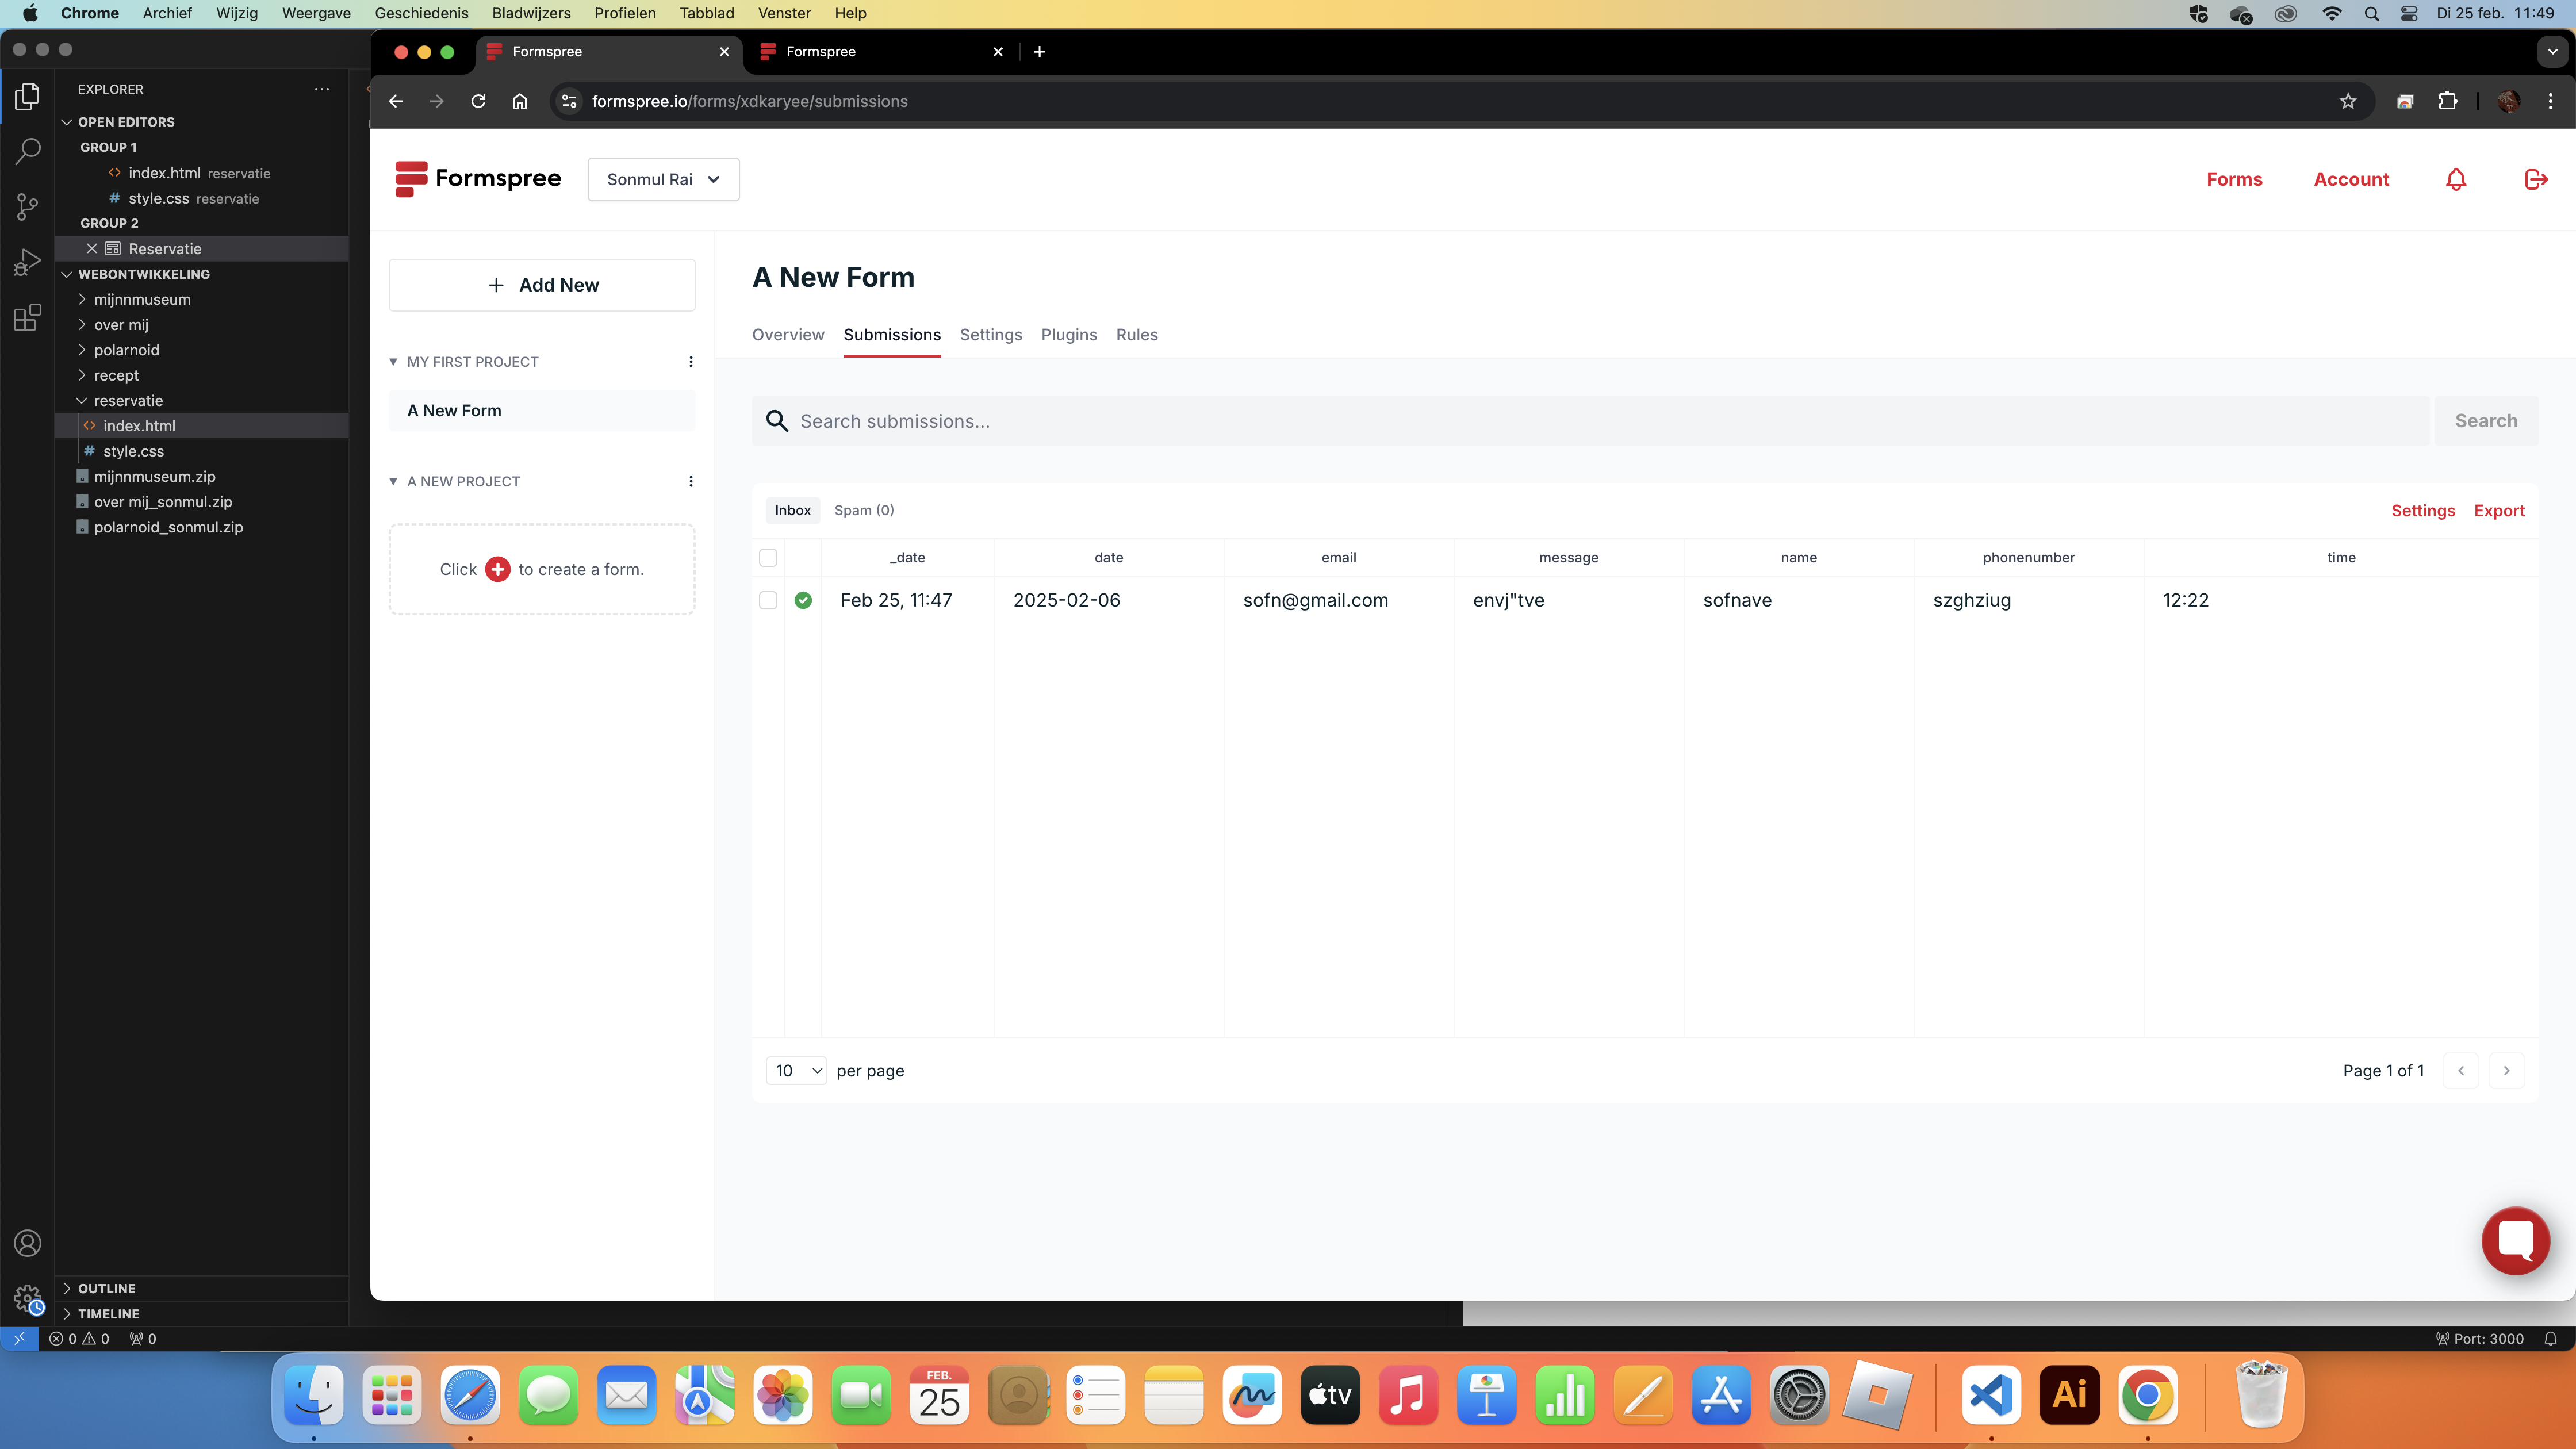 Chrome Archief Wijzig Weergave Geschiedenis Bladwijzers Profielen Tabblad Venster Help Di 25 feb. 11:49
Formspree Formspree
formspree.io/forms/xdkaryee/submissions
EXPLORER
OPEN EDITORS
GROUP 1
index.html reservatie
style.css reservatie
GROUP 2
Reservatie
WEBONTWIKKELING
mijnnmuseum
over mij
polarnoid
recept
reservatie
index.html
style.css
mijnnmuseum.zip
over mij_sonmul.zip
polarnoid_sonmul.zip
OUTLINE
TIMELINE
0 0 0
Port: 3000
Formspree Sonmul Rai Forms Account
Add New
MY FIRST PROJECT
A New Form
A NEW PROJECT
Click to create a form.
A New Form
Overview Submissions Settings Plugins Rules
Search submissions... Search
Inbox Spam (0) Settings Export
_date date email message name phonenumber time
Feb 25, 11:47 2025-02-06 sofn@gmail.com envj"tve sofnave szghziug 12:22
10 per page Page 1 of 1
FEB.
25
tv
Ai